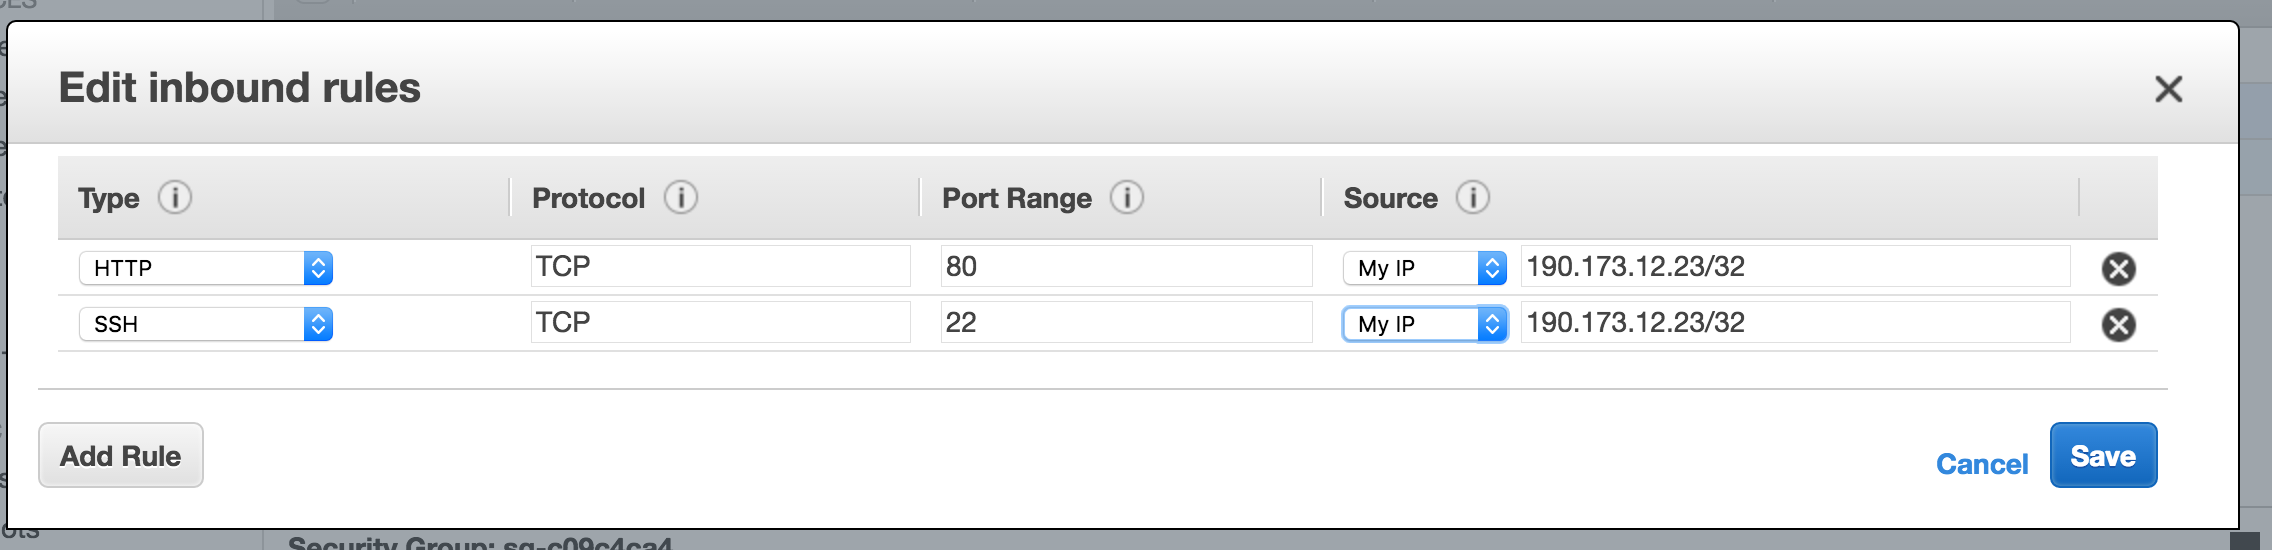 Edit inbound rules
Type Protocol Port Range Source
HTTP TCP 80 My IP 190.173.12.23/32
SSH TCP 22 My IP 190.173.12.23/32
Add Rule Cancel Save
Security Group: sg-c09c4ca4